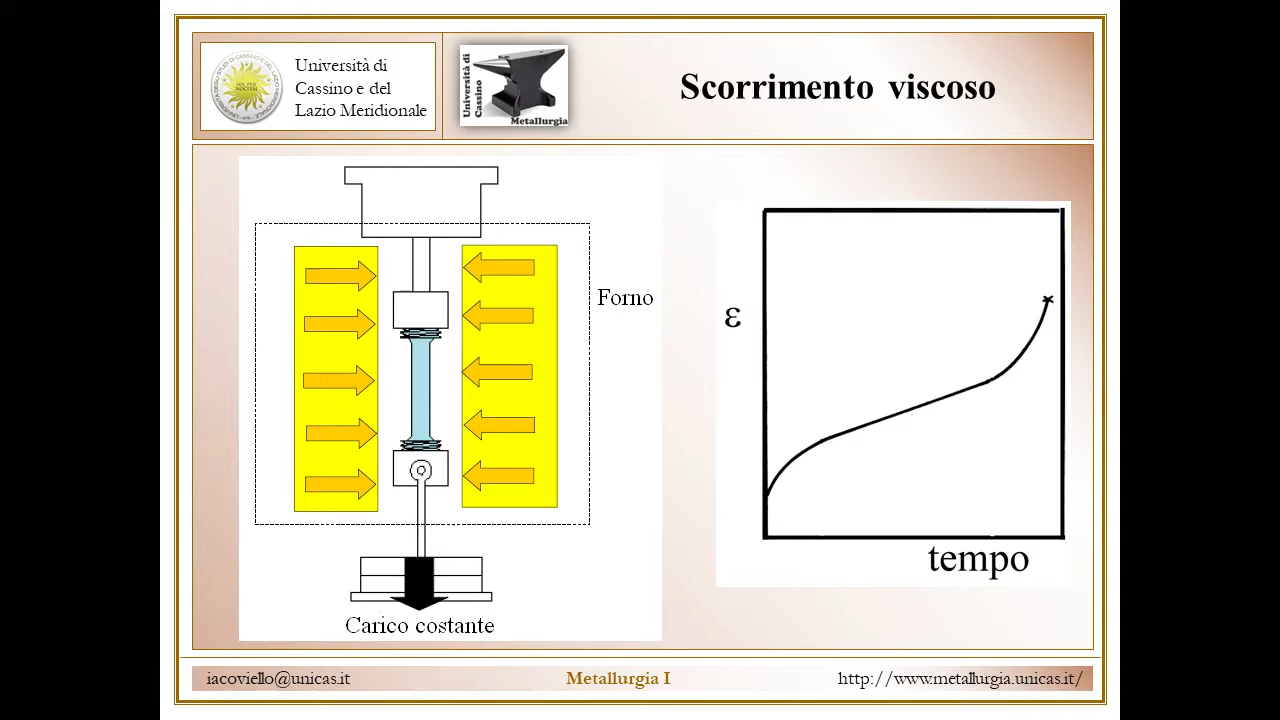 Università di
Cassino e del
Lazio Meridionale
Università di
Cassino
Metallurgia
Scorrimento viscoso
Forno
Carico costante
ε
tempo
iacoviello@unicas.it
Metallurgia I
http://www.metallurgia.unicas.it/